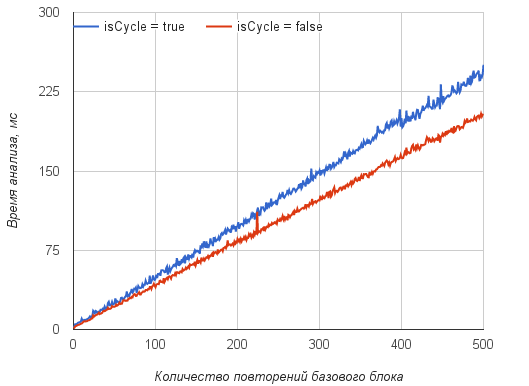 300
isCycle = true
isCycle = false
225
150
75
0
Время анализа, мс
0
100
200
300
400
500
Количество повторений базового блока